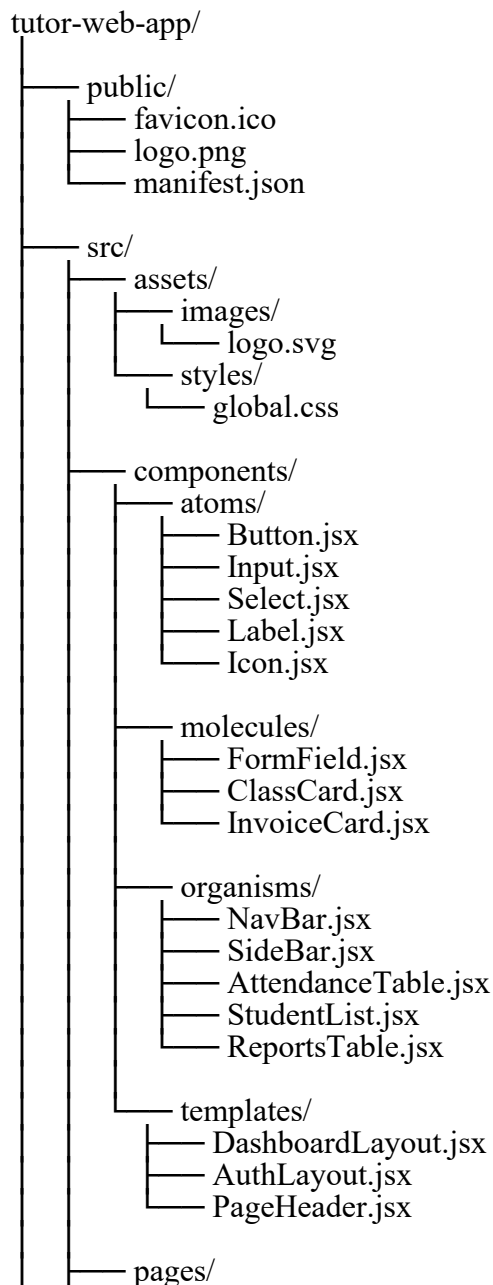 tutor-web-app/
public/
favicon.ico
logo.png
manifest.json
src/
assets/
images/
logo.svg
styles/
global.css
components/
atoms/
Button.jsx
Input.jsx
Select.jsx
Label.jsx
Icon.jsx
molecules/
FormField.jsx
ClassCard.jsx
InvoiceCard.jsx
organisms/
NavBar.jsx
SideBar.jsx
AttendanceTable.jsx
StudentList.jsx
ReportsTable.jsx
templates/
DashboardLayout.jsx
AuthLayout.jsx
PageHeader.jsx
pages/